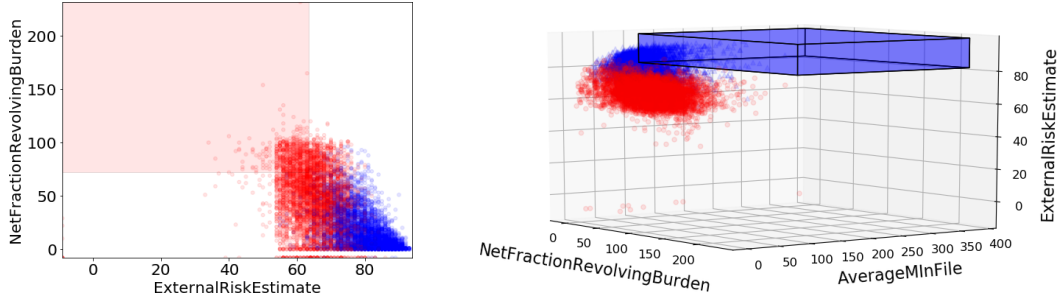 NetFractionRevolvingBurden
200
150
100
50
0
0 20 40 60 80
ExternalRiskEstimate
80
60
40
20
0
ExternalRiskEstimate
0 50 100 150 200
NetFractionRevolvingBurden
0 50 100 150 200 250 300 350 400
AverageMInFile